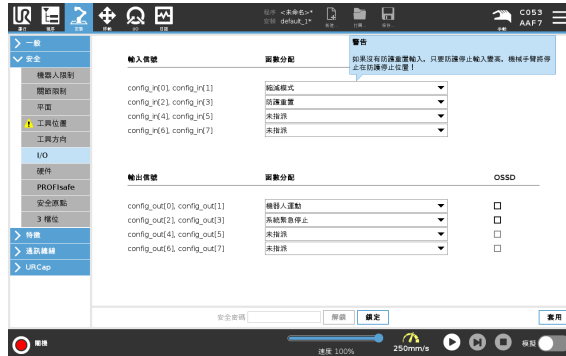 程序 <未命名>*
安裝 default_1*
C053
AAF7
I/O
一般
安全
機器人限制
關節限制
平面
工具位置
工具方向
I/O
硬件
PROFIsafe
安全原點
3 檔位
特徵
通訊總線
URCap
警告
如果沒有防護重置輸入，只要防護停止輸入變高，機械手臂將停
止在防護停止位置！
輸入信號 函數分配
config_in[0], config_in[1] 縮減模式
config_in[2], config_in[3] 防護重置
config_in[4], config_in[5] 未指派
config_in[6], config_in[7] 未指派
輸出信號 函數分配 OSSD
config_out[0], config_out[1] 機器人運動
config_out[2], config_out[3] 系統緊急停止
config_out[4], config_out[5] 未指派
config_out[6], config_out[7] 未指派
安全密碼 解鎖 鎖定 套用
關機
速度 100%
250mm/s
模擬